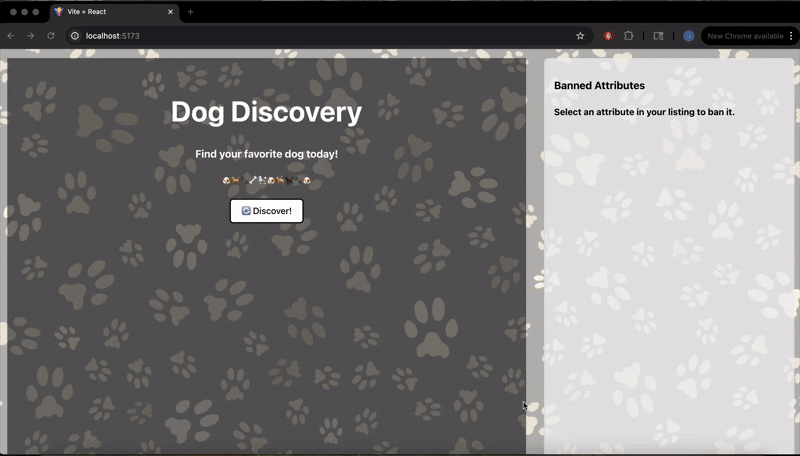 Vite + React
localhost:5173
New Chrome available
Dog Discovery
Find your favorite dog today!
Discover!
Banned Attributes
Select an attribute in your listing to ban it.